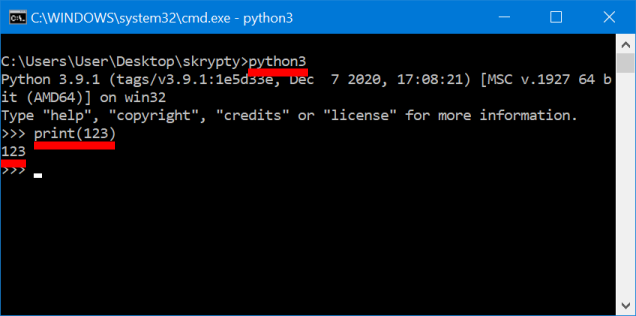 C:\WINDOWS\system32\cmd.exe - python3
C:\Users\User\Desktop\skrypty>python3
Python 3.9.1 (tags/v3.9.1:1e5d33e, Dec  7 2020, 17:08:21) [MSC v.1927 64 b
it (AMD64)] on win32
Type "help", "copyright", "credits" or "license" for more information.
>>> print(123)
123
>>>